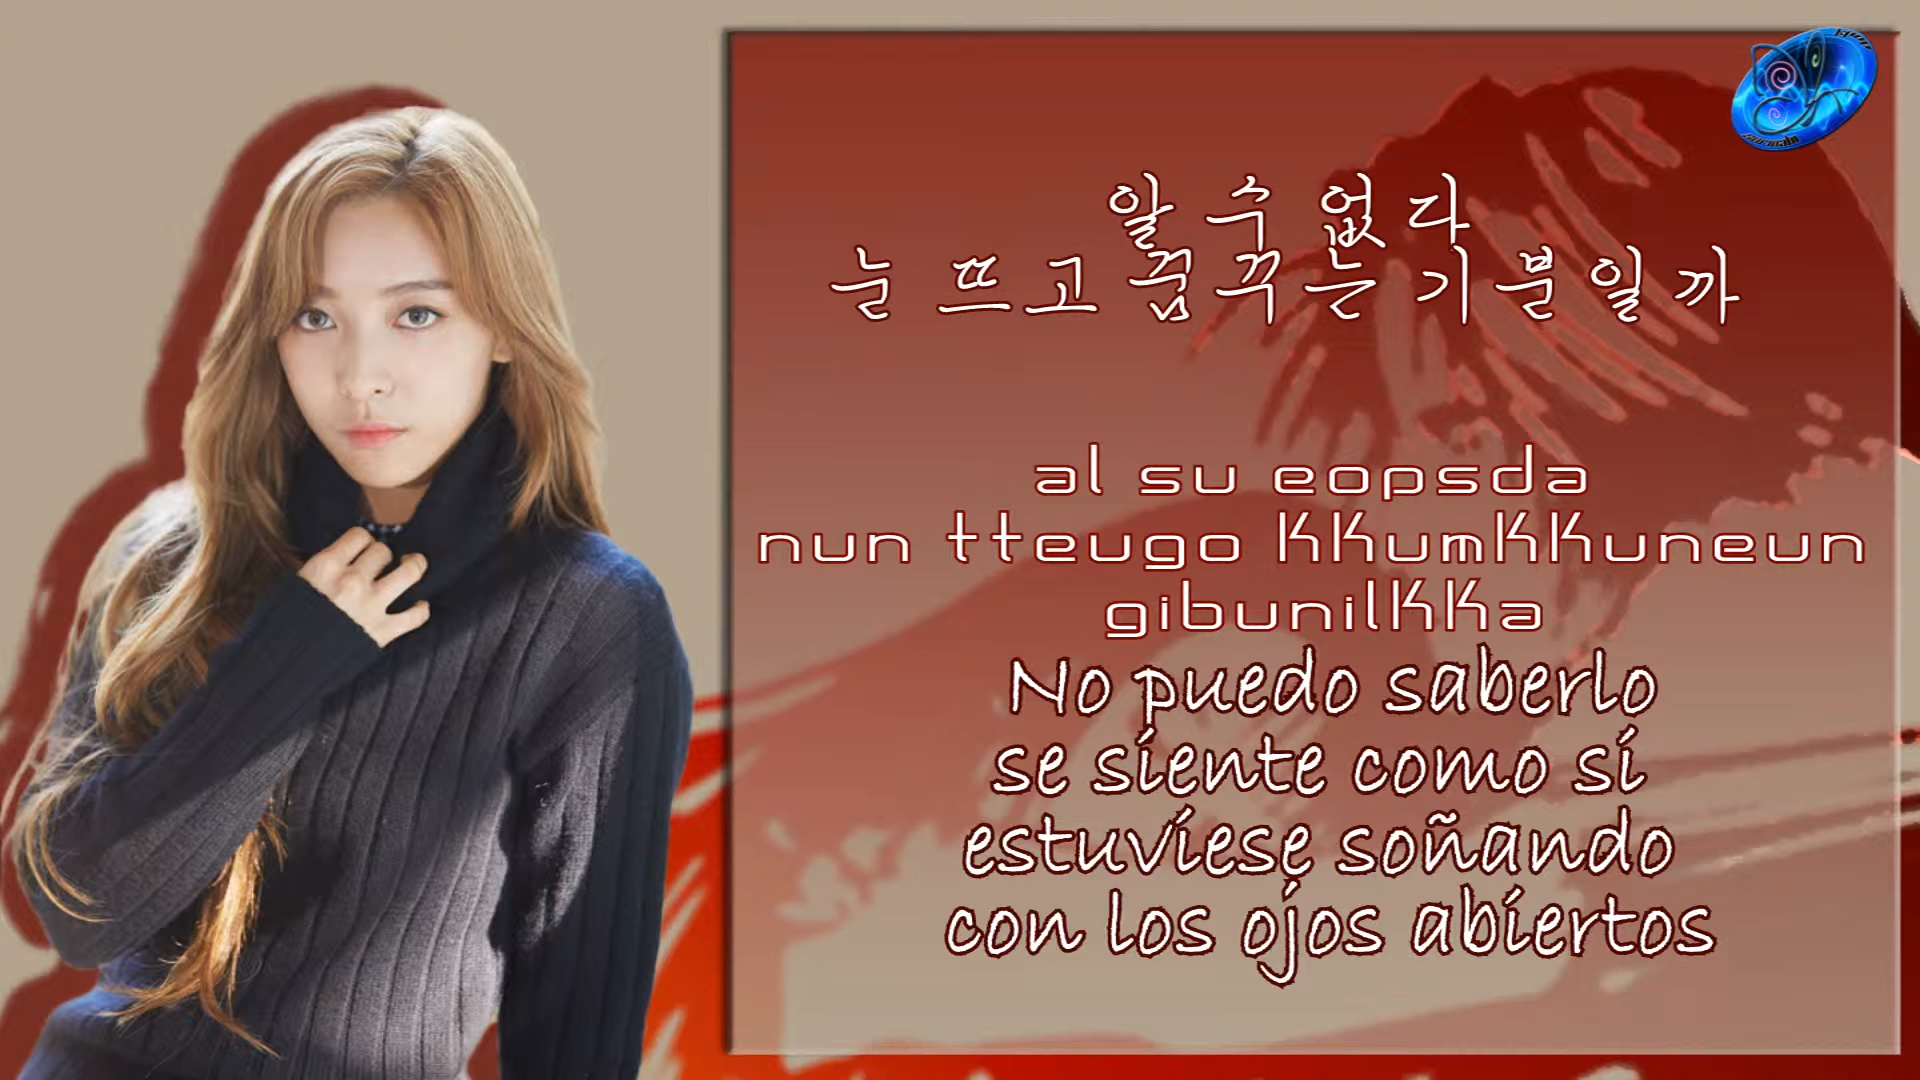 알 수 없다
눈 뜨고 꿈꾸는 기분일까
al su eopsda
nun tteugo kkumkkuneun
gibunilkka
No puedo saberlo
se siente como si
estuviese soñando
con los ojos abiertos